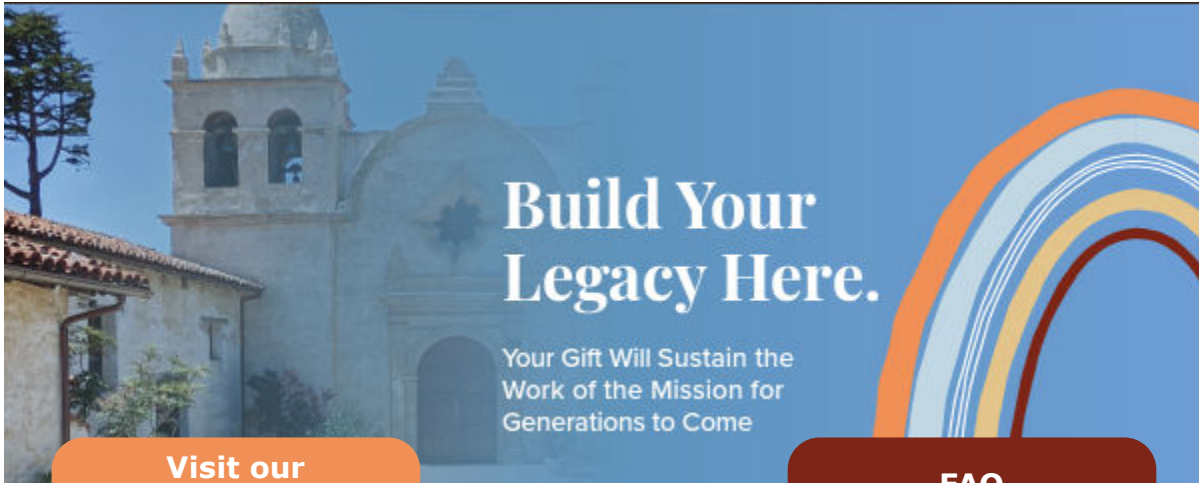 Build Your
Legacy Here.
Your Gift Will Sustain the
Work of the Mission for
Generations to Come
Visit our
FAQ